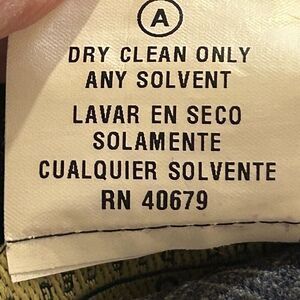 A
DRY CLEAN ONLY
ANY SOLVENT
LAVAR EN SECO
SOLAMENTE
CUALQUIER SOLVENTE
RN 40679